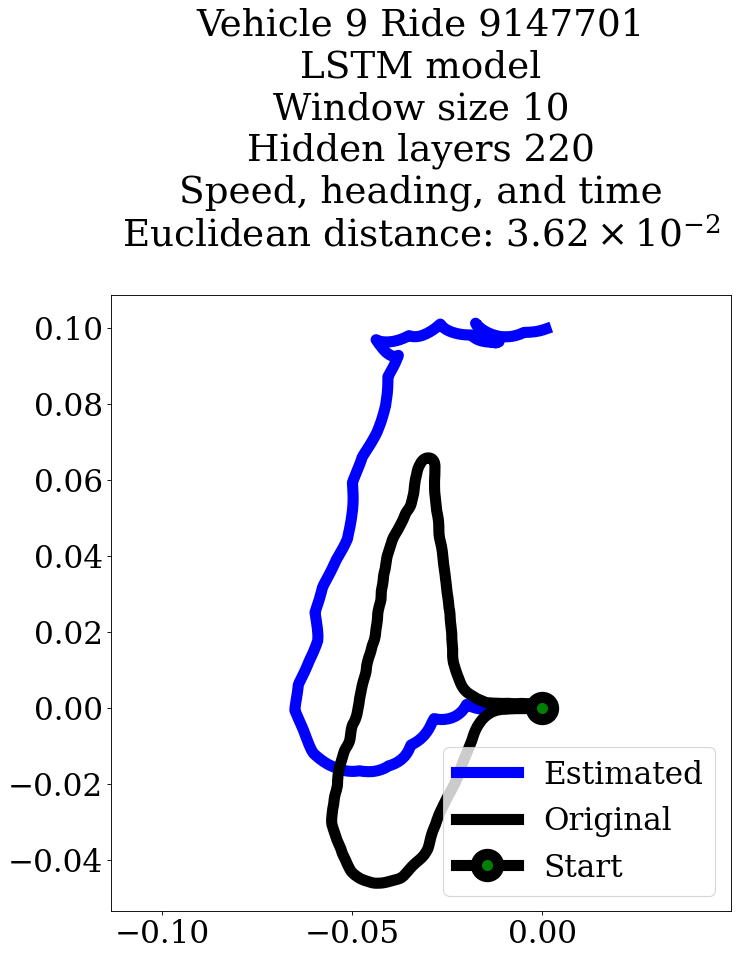 Vehicle 9 Ride 9147701
LSTM model
Window size 10
Hidden layers 220
Speed, heading, and time
Euclidean distance: 3.62 × 10⁻²
0.10
0.08
0.06
0.04
0.02
0.00
−0.02
−0.04
Estimated
Original
Start
−0.10 −0.05 0.00